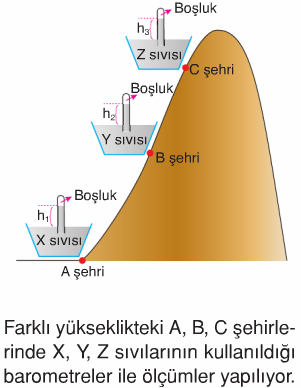 Boşluk
h₃
Z sıvısı
C şehri
Boşluk
h₂
Y sıvısı
B şehri
Boşluk
h₁
X sıvısı
A şehri
Farklı yükseklikteki A, B, C şehirle-
rinde X, Y, Z sıvılarının kullanıldığı
barometreler ile ölçümler yapılıyor.